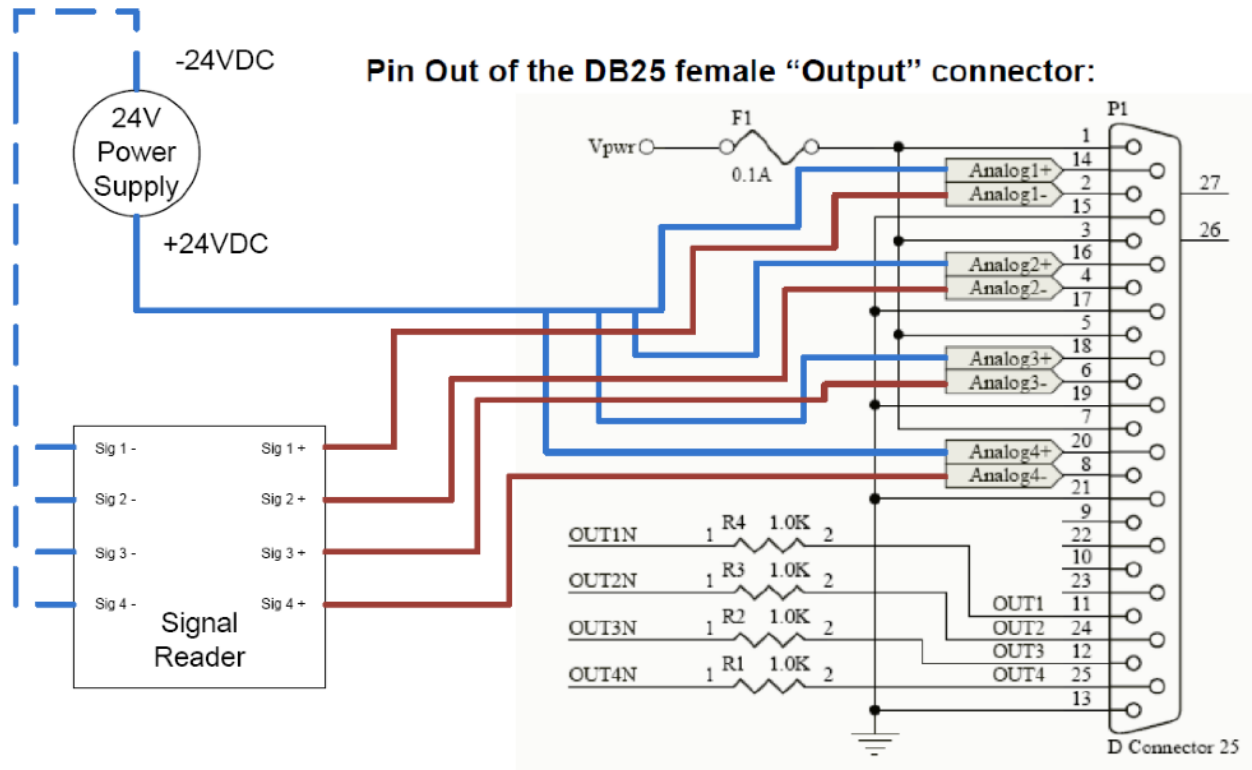 -24VDC
Pin Out of the DB25 female “Output” connector:
24V
Power
Supply
+24VDC
F1
Vpwr
0.1A
P1
1
14
Analog1+
2
Analog1-
15
3
16
Analog2+
4
Analog2-
17
5
18
Analog3+
6
Analog3-
19
7
20
Analog4+
8
Analog4-
21
9
22
10
23
11
24
12
25
13
27
26
Sig 1 - Sig 1 +
Sig 2 - Sig 2 +
Sig 3 - Sig 3 +
Sig 4 - Sig 4 +
Signal
Reader
OUT1N 1 R4 1.0K 2
OUT2N 1 R3 1.0K 2
OUT3N 1 R2 1.0K 2
OUT4N 1 R1 1.0K 2
OUT1
OUT2
OUT3
OUT4
D Connector 25